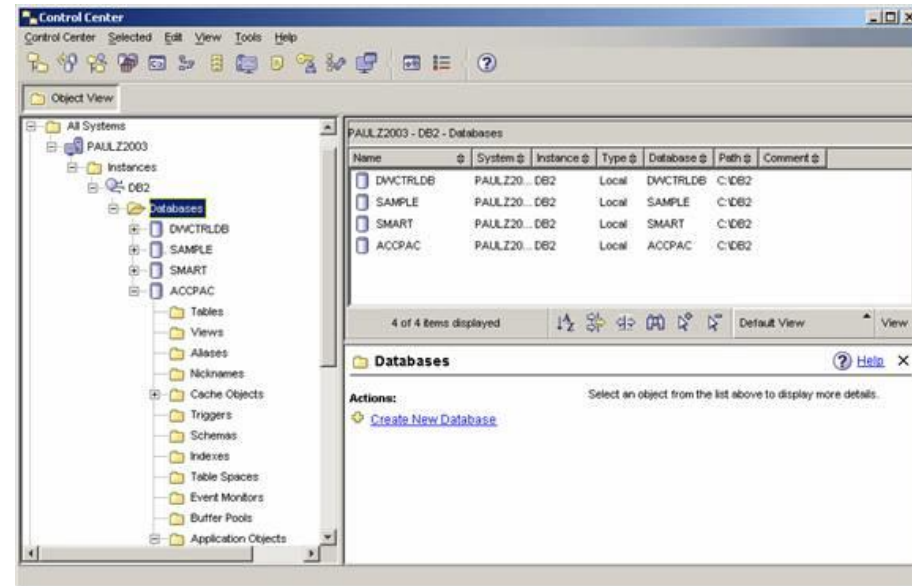 Control Center
Control Center Selected Edit View Tools Help
Object View
All Systems
PAULZ2003
Instances
DB2
Databases
DWCTRLDB
SAMPLE
SMART
ACCPAC
Tables
Views
Aliases
Nicknames
Cache Objects
Triggers
Schemas
Indexes
Table Spaces
Event Monitors
Buffer Pools
Application Objects
PAULZ2003 - DB2 - Databases
Name System Instance Type Database Path Comment
DWCTRLDB PAULZ20... DB2 Local DWCTRLDB C:\DB2
SAMPLE PAULZ20... DB2 Local SAMPLE C:\DB2
SMART PAULZ20... DB2 Local SMART C:\DB2
ACCPAC PAULZ20... DB2 Local ACCPAC C:\DB2
4 of 4 items displayed Default View View
Databases Help
Actions: Select an object from the list above to display more details.
Create New Database